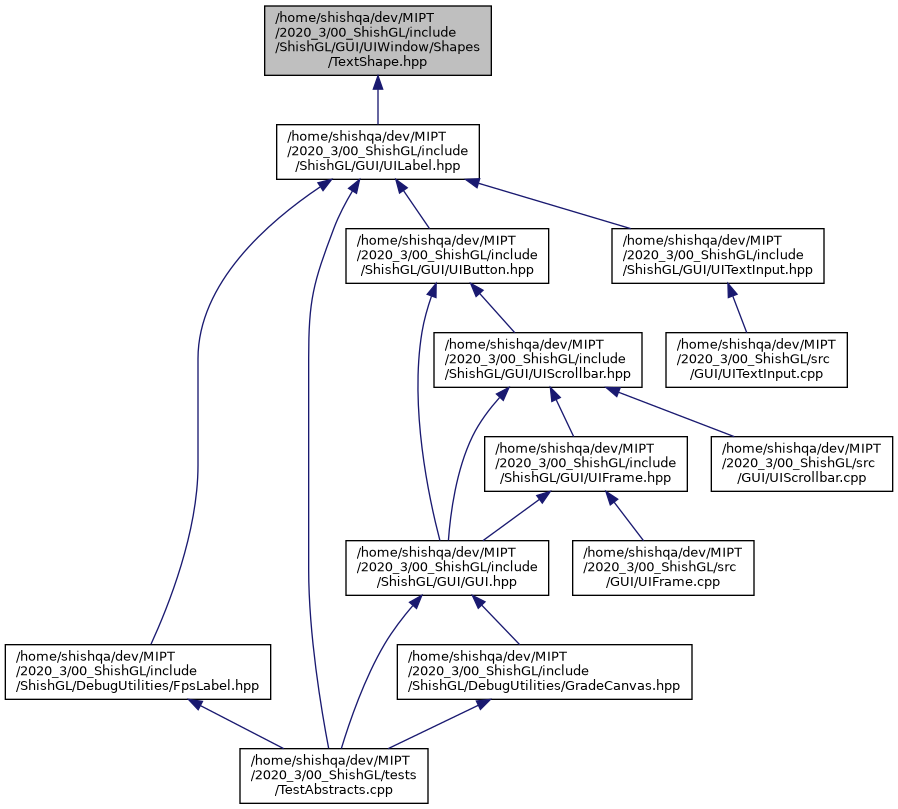 /home/shishqa/dev/MIPT
/2020_3/00_ShishGL/include
/ShishGL/GUI/UIWindow/Shapes
/TextShape.hpp
/home/shishqa/dev/MIPT
/2020_3/00_ShishGL/include
/ShishGL/GUI/UILabel.hpp
/home/shishqa/dev/MIPT
/2020_3/00_ShishGL/include
/ShishGL/GUI/UIButton.hpp
/home/shishqa/dev/MIPT
/2020_3/00_ShishGL/include
/ShishGL/GUI/UITextInput.hpp
/home/shishqa/dev/MIPT
/2020_3/00_ShishGL/include
/ShishGL/GUI/UIScrollbar.hpp
/home/shishqa/dev/MIPT
/2020_3/00_ShishGL/src
/GUI/UITextInput.cpp
/home/shishqa/dev/MIPT
/2020_3/00_ShishGL/include
/ShishGL/GUI/UIFrame.hpp
/home/shishqa/dev/MIPT
/2020_3/00_ShishGL/src
/GUI/UIScrollbar.cpp
/home/shishqa/dev/MIPT
/2020_3/00_ShishGL/include
/ShishGL/GUI/GUI.hpp
/home/shishqa/dev/MIPT
/2020_3/00_ShishGL/src
/GUI/UIFrame.cpp
/home/shishqa/dev/MIPT
/2020_3/00_ShishGL/include
/ShishGL/DebugUtilities/FpsLabel.hpp
/home/shishqa/dev/MIPT
/2020_3/00_ShishGL/include
/ShishGL/DebugUtilities/GradeCanvas.hpp
/home/shishqa/dev/MIPT
/2020_3/00_ShishGL/tests
/TestAbstracts.cpp